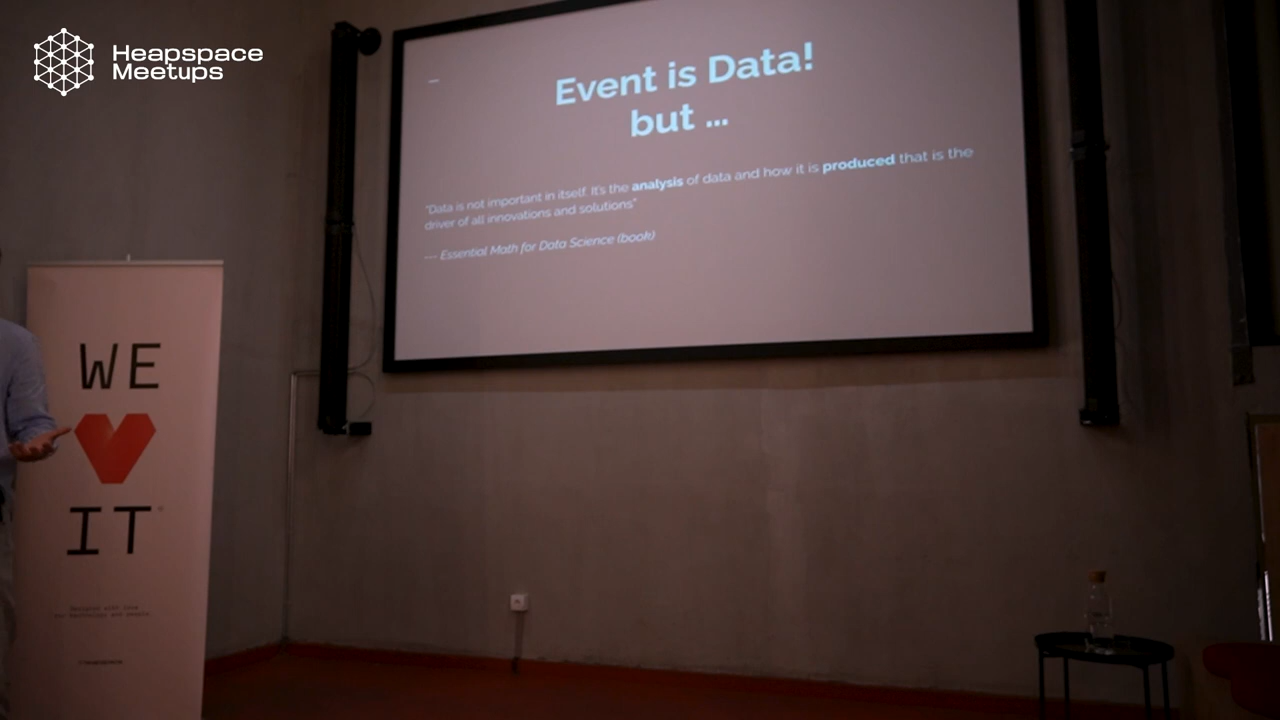 Heapspace
Meetups
Event is Data!
but ...
"Data is not important in itself. It's the analysis of data and how it is produced that is the
driver of all innovations and solutions"
--- Essential Math for Data Science (book)
WE
IT